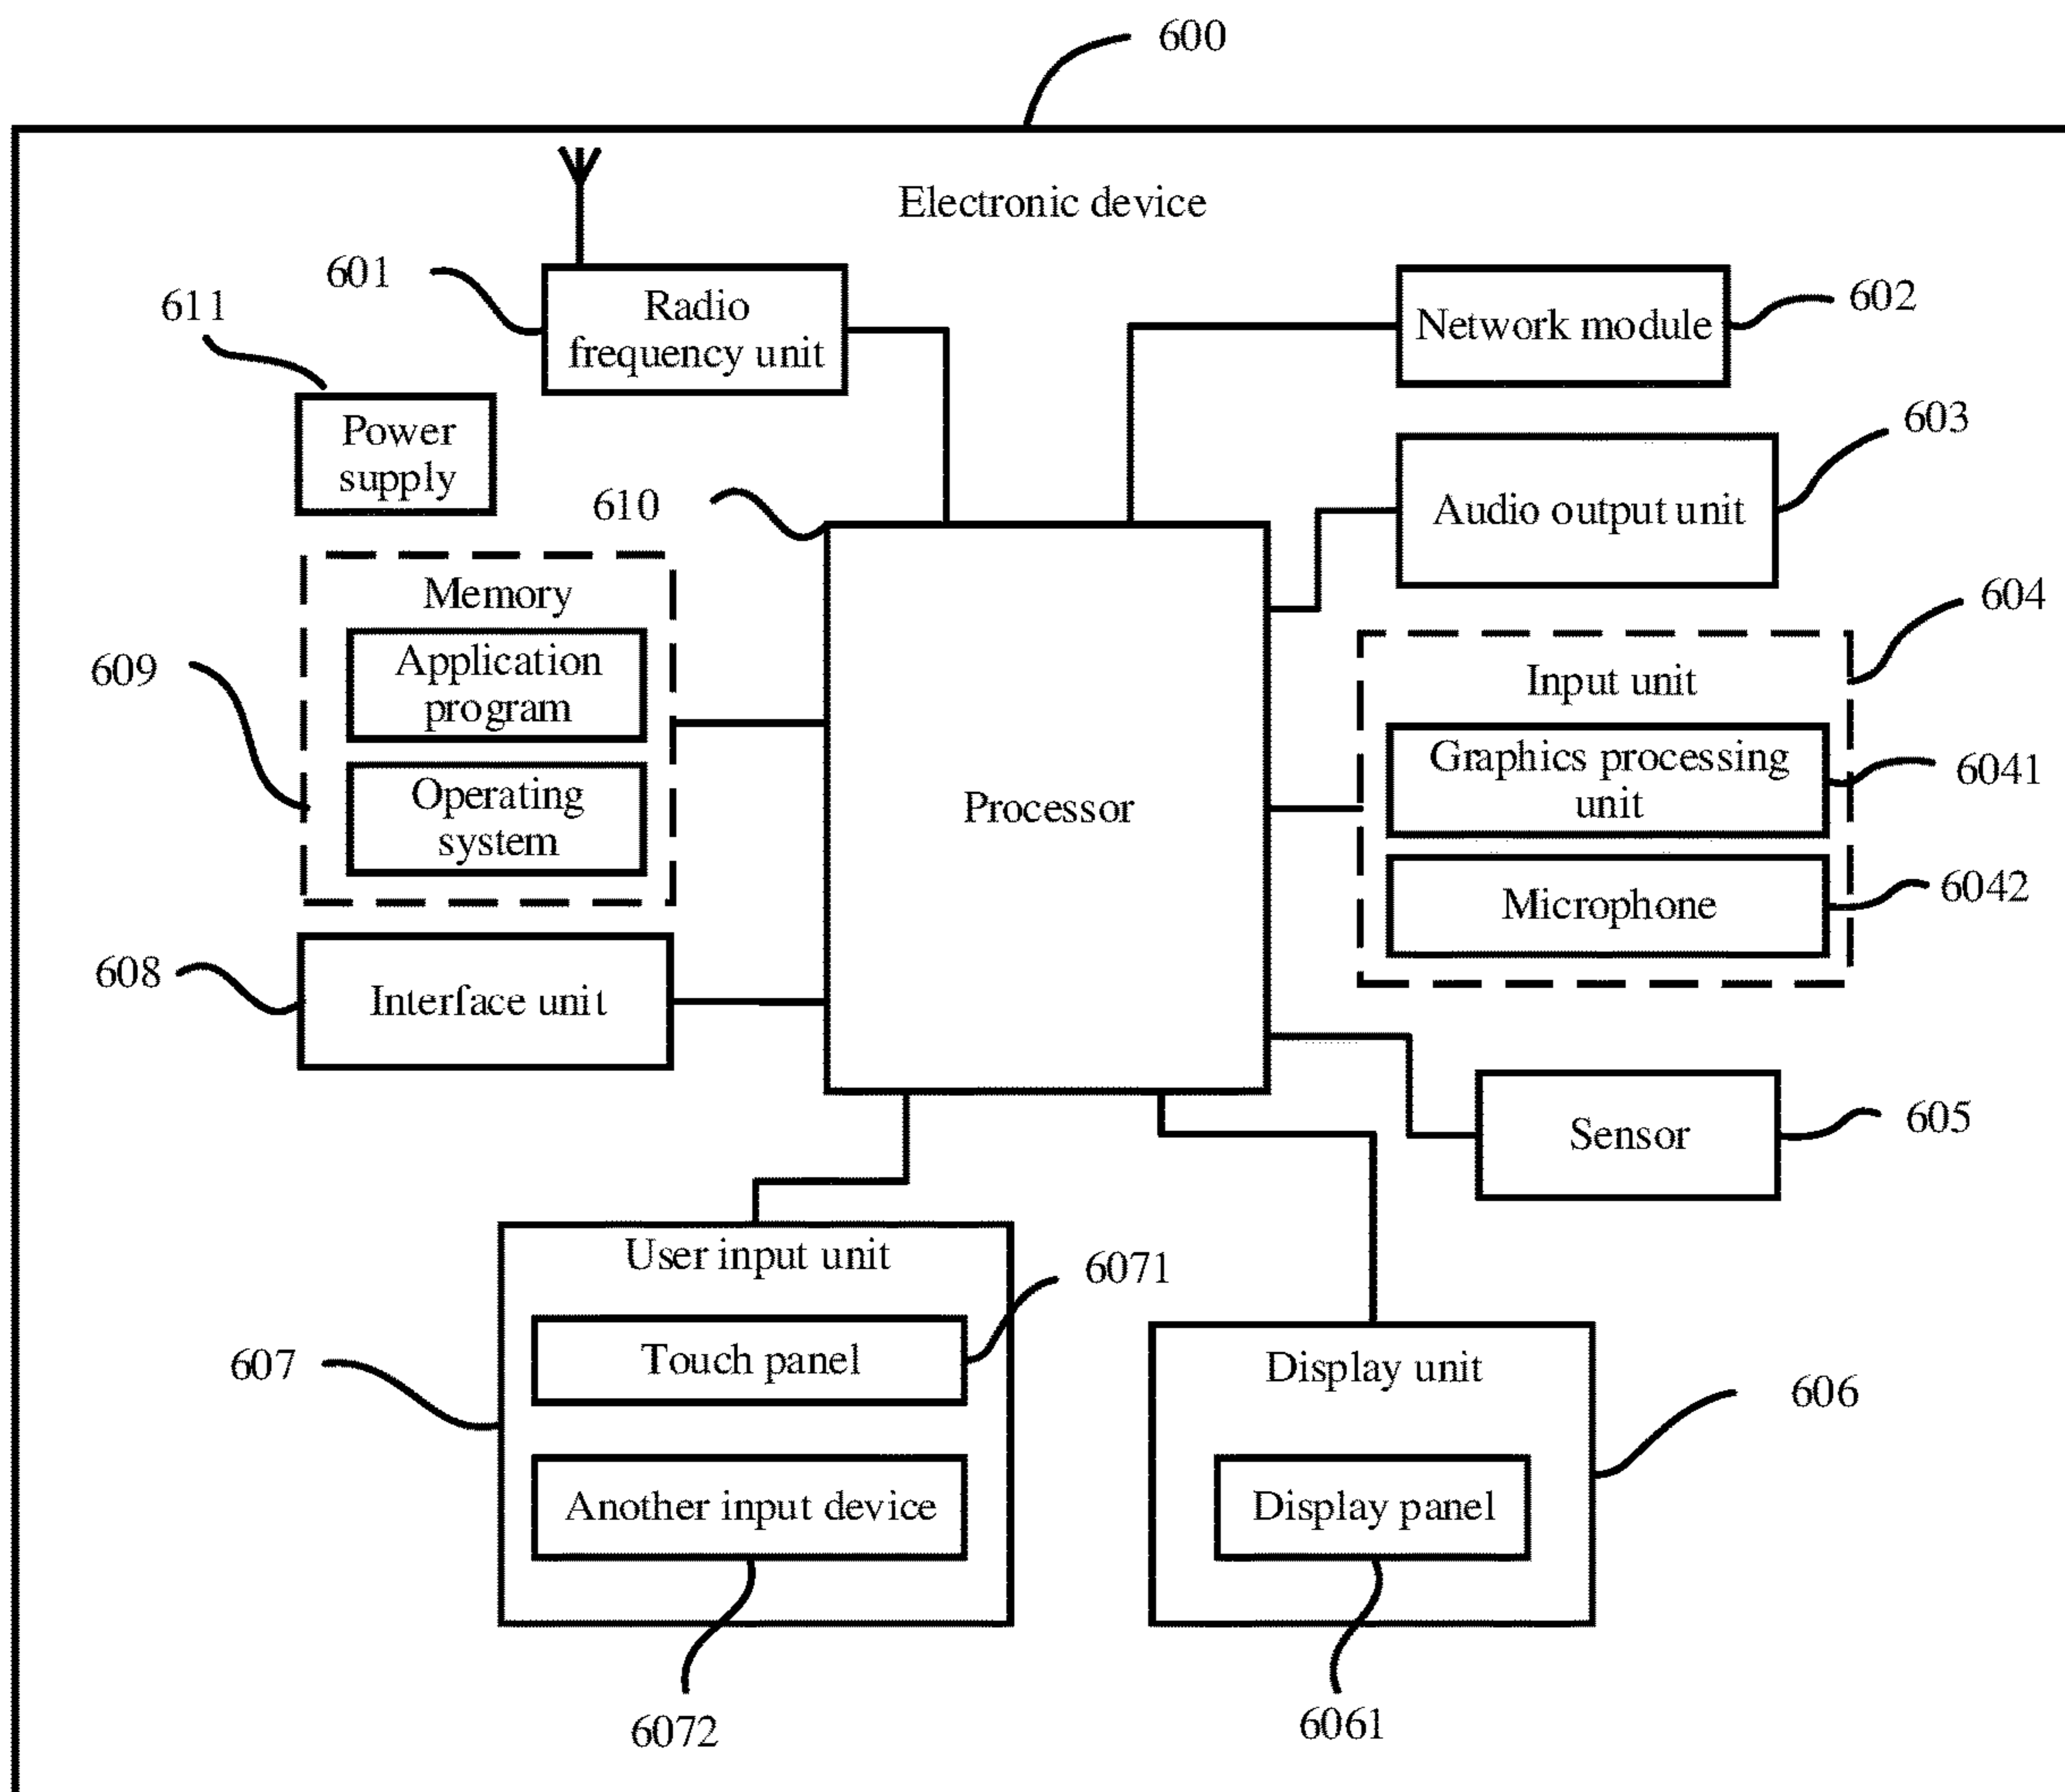 600
Electronic device
601
Radio
frequency unit
611
Power
supply
Network module
602
Audio output unit
603
610
Processor
Memory
Application
program
Operating
system
609
Input unit
604
Graphics processing
unit
6041
Microphone
6042
608
Interface unit
Sensor
605
User input unit
Touch panel
6071
607
Another input device
6072
Display unit
606
Display panel
6061